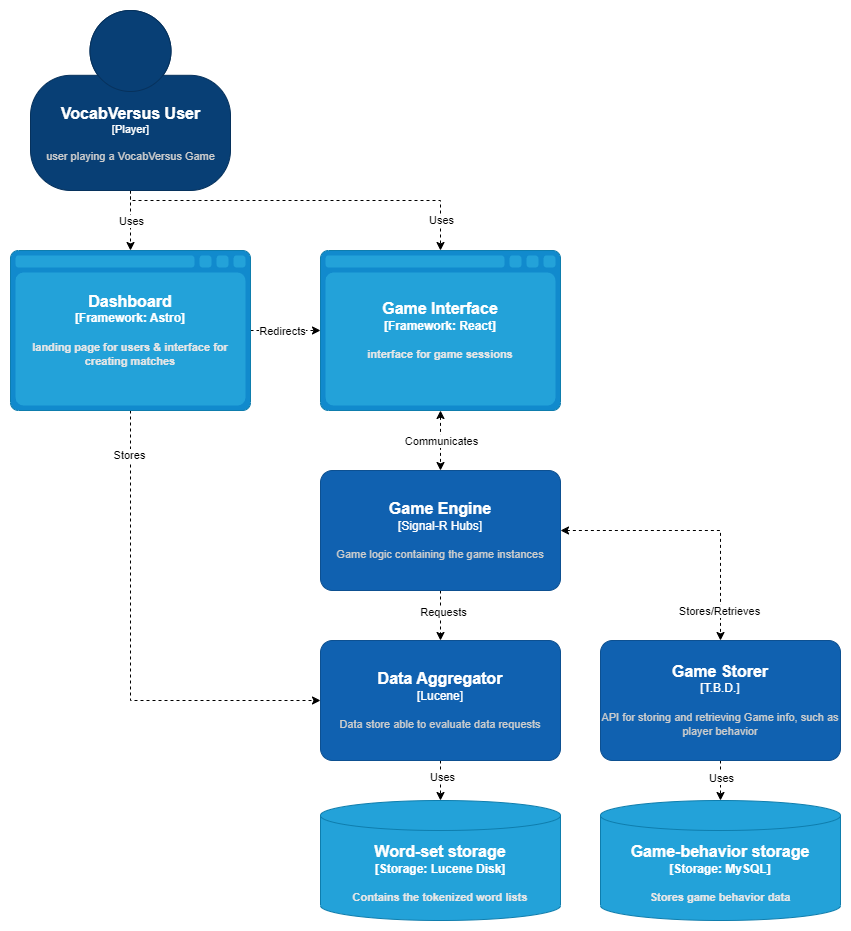 VocabVersus User
[Player]
user playing a VocabVersus Game
Uses
Uses
Dashboard
[Framework: Astro]
landing page for users & interface for
creating matches
Redirects
Game Interface
[Framework: React]
interface for game sessions
Communicates
Stores
Game Engine
[Signal-R Hubs]
Game logic containing the game instances
Requests
Stores/Retrieves
Data Aggregator
[Lucene]
Data store able to evaluate data requests
Game Storer
[T.B.D.]
API for storing and retrieving Game info, such as
player behavior
Uses
Uses
Word-set storage
[Storage: Lucene Disk]
Contains the tokenized word lists
Game-behavior storage
[Storage: MySQL]
Stores game behavior data